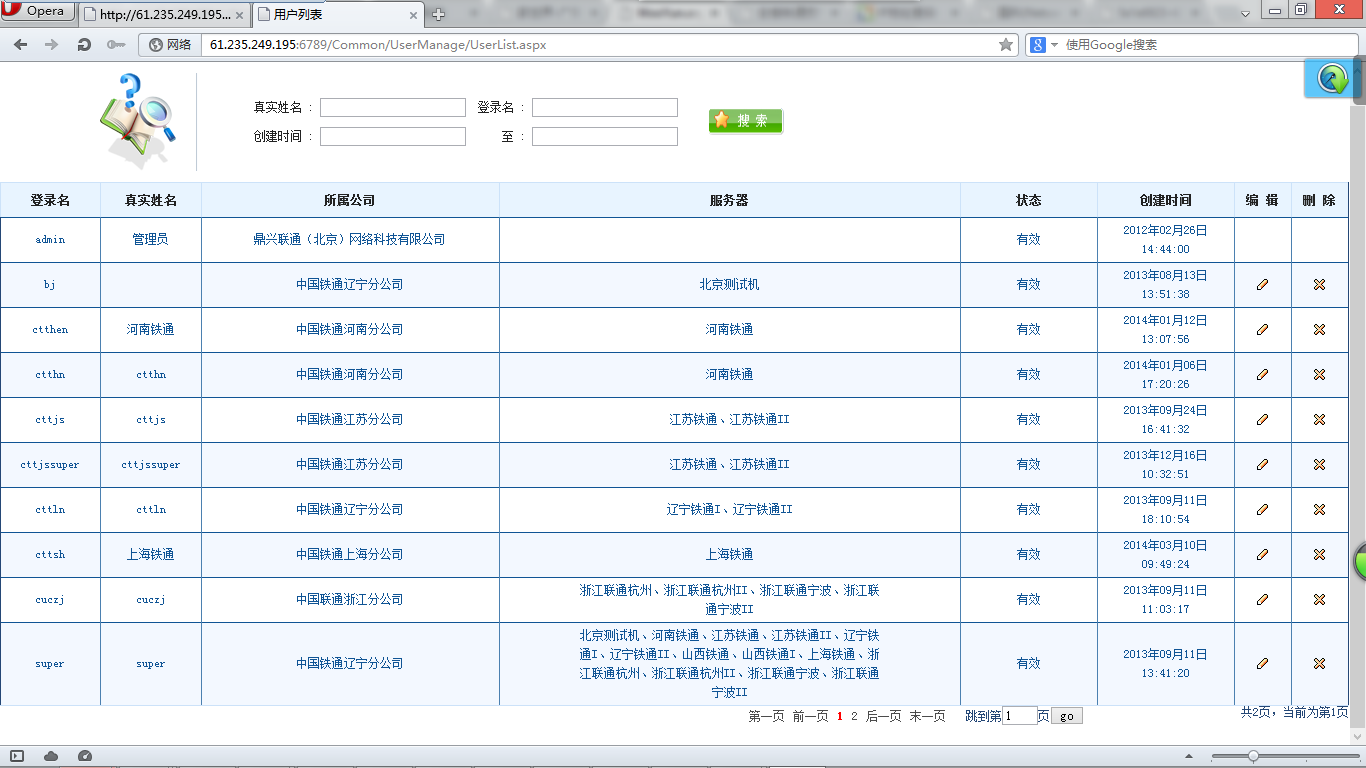 Opera
http://61.235.249.195...
用户列表
网络
61.235.249.195:6789/Common/UserManage/UserList.aspx
使用Google搜索
真实姓名 : 登录名 :
搜 索
创建时间 : 至 :
登录名 真实姓名 所属公司 服务器 状态 创建时间 编 辑 删 除
admin 管理员 鼎兴联通（北京）网络科技有限公司 有效 2012年02月26日
14:44:00
bj 中国铁通辽宁分公司 北京测试机 有效 2013年08月13日
13:51:38
ctthen 河南铁通 中国铁通河南分公司 河南铁通 有效 2014年01月12日
13:07:56
ctthn ctthn 中国铁通河南分公司 河南铁通 有效 2014年01月06日
17:20:26
cttjs cttjs 中国铁通江苏分公司 江苏铁通、江苏铁通II 有效 2013年09月24日
16:41:32
cttjssuper cttjssuper 中国铁通江苏分公司 江苏铁通、江苏铁通II 有效 2013年12月16日
10:32:51
cttln cttln 中国铁通辽宁分公司 辽宁铁通I、辽宁铁通II 有效 2013年09月11日
18:10:54
cttsh 上海铁通 中国铁通上海分公司 上海铁通 有效 2014年03月10日
09:49:24
cuczj cuczj 中国联通浙江分公司 浙江联通杭州、浙江联通杭州II、浙江联通宁波、浙江联
通宁波II 有效 2013年09月11日
11:03:17
super super 中国铁通辽宁分公司 北京测试机、河南铁通、江苏铁通、江苏铁通II、辽宁铁
通I、辽宁铁通II、山西铁通、山西铁通I、上海铁通、浙
江联通杭州、浙江联通杭州II、浙江联通宁波、浙江联通
宁波II 有效 2013年09月11日
13:41:20
第一页 前一页 1 2 后一页 末一页 跳到第 1 页 go 共2页，当前为第1页